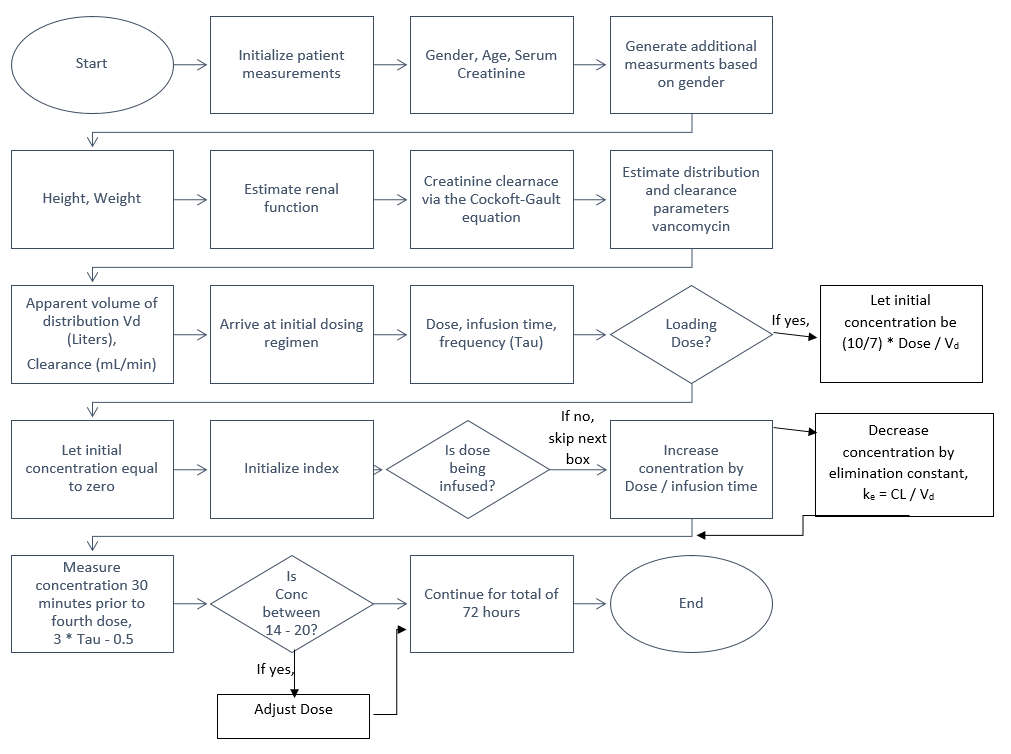 Start
Initialize patient
measurements
Gender, Age, Serum
Creatinine
Generate additional
measurments based
on gender
Height, Weight
Estimate renal
function
Creatinine clearnace
via the Cockoft-Gault
equation
Estimate distribution
and clearance
parameters
vancomycin
Apparent volume of
distribution Vd
(Liters),
Clearance (mL/min)
Arrive at initial dosing
regimen
Dose, infusion time,
frequency (Tau)
Loading
Dose?
If yes,
Let initial
concentration be
(10/7) * Dose / Vd
Let initial
concentration equal
to zero
Initialize index
Is dose
being
infused?
If no,
skip next
box
Increase
conentration by
Dose / infusion time
Decrease
concentration by
elimination constant,
ke = CL / Vd
Measure
concentration 30
minutes prior to
fourth dose,
3 * Tau - 0.5
Is
Conc
between
14 - 20?
If yes,
Adjust Dose
Continue for total of
72 hours
End